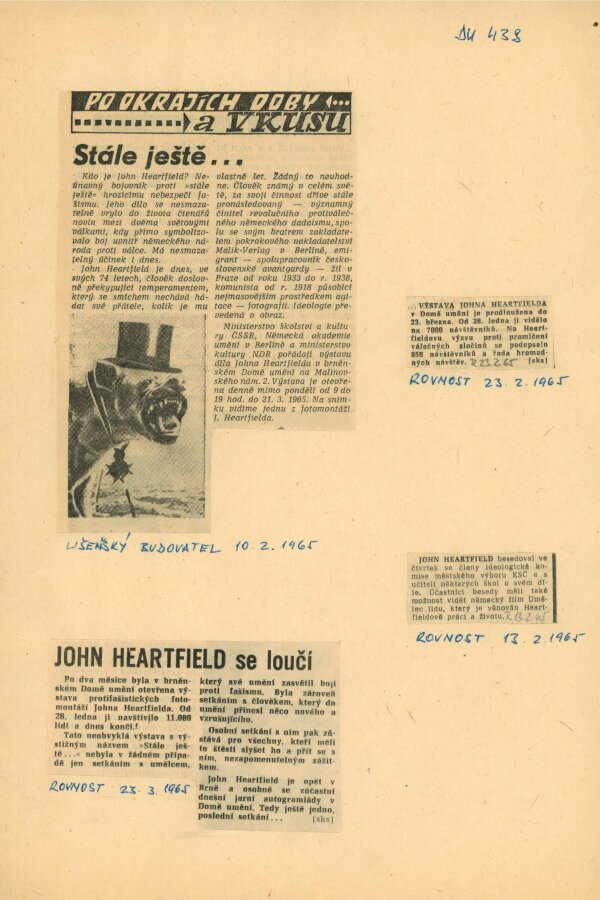 DU 438
PO OKRAJÍCH DOBY
a VKUSU
Stále ještě...
Kdo je John Heartfield? Ne-
únavný bojovník proti »stále
ještě« hrozícímu nebezpečí fa-
šismu. Jeho dílo se nesmaza-
telně vrylo do života čtenářů
novin mezi dvěma světovými
válkami, kdy přímo symbolizo-
valo boj uvnitř německého ná-
roda proti válce. Má nesmaza-
telný účinek i dnes.
John Heartfield je dnes, ve
svých 74 letech, člověk doslov-
ně překypující temperamentem,
který se smíchem nechává há-
dat své přátele, kolik je mu
vlastně let. Žádný to neuhod-
ne. Člověk známý v celém svě-
tě, za svoji činnost dříve stále
pronásledovaný — významný
činitel revolučního protiváleč-
ného německého dadaismu, spo-
lu se svým bratrem zakladate-
lem pokrokového nakladatelství
Malik-Verlag v Berlíně, emi-
grant — spolupracovník česko-
slovenské avantgardy — žil v
Praze od roku 1933 do r. 1938,
komunista od r. 1918 působící
nejmasovějším prostředkem agi-
tace — fotografií. Ideologie pře-
vedená v obraz.
Ministerstvo školství a kultu-
ry ČSSR, Německá akademie
umění v Berlíně a ministerstvo
kultury NDR pořádají výstavu
díla Johna Heartfielda v brněn-
ském Domě umění na Malinov-
ského nám. 2. Výstava je otevře-
na denně mimo pondělí od 9 do
19 hod. do 21. 3. 1965. Na sním-
ku vidíme jednu z fotomontáží
J. Heartfielda.
LÍŠEŇSKÝ BUDOVATEL 10. 2. 1965
VÝSTAVA JOHNA HEARTFIELDA
v Domě umění je prodloužena do
23. března. Od 26. ledna ji vidělo
na 7000 návštěvníků. Na Heart-
fieldovu výzvu proti promlčení
válečných zločinů se podepsalo
850 návštěvníků a řada hromad-
ných návštěv. R 23.2.65 (sks)
ROVNOST 23. 2. 1965
JOHN HEARTFIELD besedoval ve
čtvrtek se členy ideologické ko-
mise městského výboru KSČ a s
učiteli některých škol o svém dí-
le. Účastníci besedy měli také
možnost vidět německý film Umě-
lec lidu, který je věnován Heart-
fieldově práci a životu. R 13.2.65
ROVNOST 13. 2. 1965
JOHN HEARTFIELD se loučí
Po dva měsíce byla v brněn-
ském Domě umění otevřena vý-
stava protifašistických foto-
montáží Johna Heartfielda. Od
26. ledna ji navštívilo 11.000
lidí a dnes končí.
Tato neobvyklá výstava s vý-
stižným názvem »Stále ješ-
tě...« nebyla v žádném přípa-
dě jen setkáním s umělcem,
který své umění zasvětil boji
proti fašismu. Byla zároveň
setkáním s člověkem, který do
umění přinesl něco nového a
vzrušujícího.
Osobní setkání s ním pak zů-
stává pro všechny, kteří měli
to štěstí slyšet ho a přít se s
ním, nezapomenutelným zážit-
kem.
John Heartfield je opět v
Brně a osobně se zúčastní
dnešní jarní autogramiády v
Domě umění. Tedy ještě jedno,
poslední setkání... (sks)
ROVNOST 23. 3. 1965